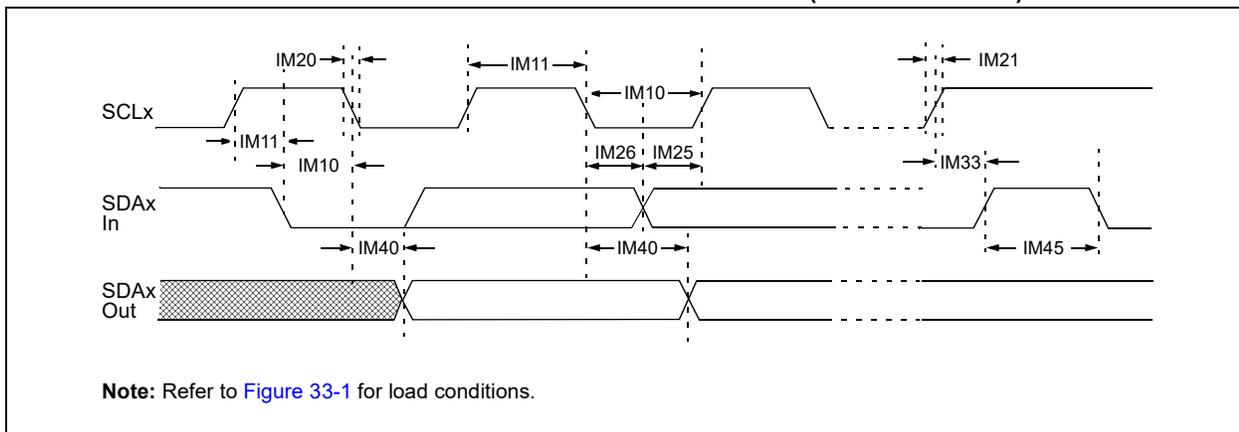 IM20
IM11
IM21
IM10
SCLx
IM11
IM10
IM26
IM25
IM33
SDAx
In
IM40
IM40
IM45
SDAx
Out
Note: Refer to Figure 33-1 for load conditions.